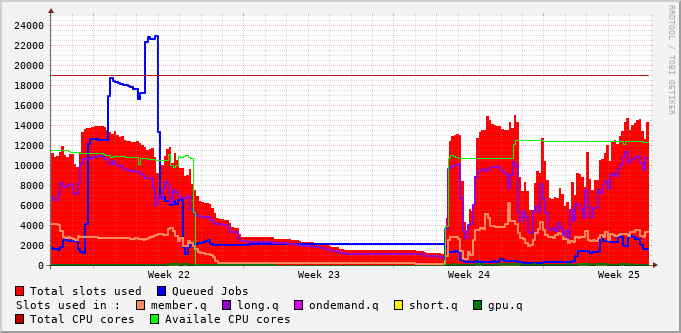 24000
22000
20000
18000
16000
14000
12000
10000
8000
6000
4000
2000
0
Week 22 Week 23 Week 24 Week 25
RRDTOOL / TOBI OETIKER
Total slots used Queued Jobs
Slots used in : member.q long.q ondemand.q short.q gpu.q
Total CPU cores Availale CPU cores